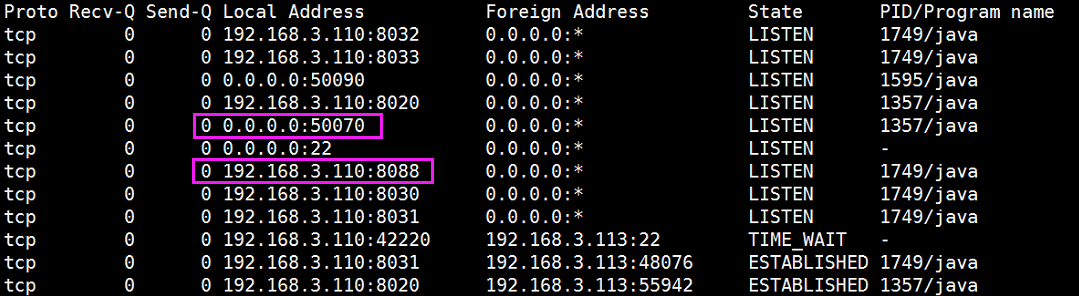 Proto Recv-Q Send-Q Local Address Foreign Address State PID/Program name
tcp 0 0 192.168.3.110:8032 0.0.0.0:* LISTEN 1749/java
tcp 0 0 192.168.3.110:8033 0.0.0.0:* LISTEN 1749/java
tcp 0 0 0.0.0.0:50090 0.0.0.0:* LISTEN 1595/java
tcp 0 0 192.168.3.110:8020 0.0.0.0:* LISTEN 1357/java
tcp 0 0 0.0.0.0:50070 0.0.0.0:* LISTEN 1357/java
tcp 0 0 0.0.0.0:22 0.0.0.0:* LISTEN -
tcp 0 0 192.168.3.110:8088 0.0.0.0:* LISTEN 1749/java
tcp 0 0 192.168.3.110:8030 0.0.0.0:* LISTEN 1749/java
tcp 0 0 192.168.3.110:8031 0.0.0.0:* LISTEN 1749/java
tcp 0 0 192.168.3.110:42220 192.168.3.113:22 TIME_WAIT -
tcp 0 0 192.168.3.110:8031 192.168.3.113:48076 ESTABLISHED 1749/java
tcp 0 0 192.168.3.110:8020 192.168.3.113:55942 ESTABLISHED 1357/java